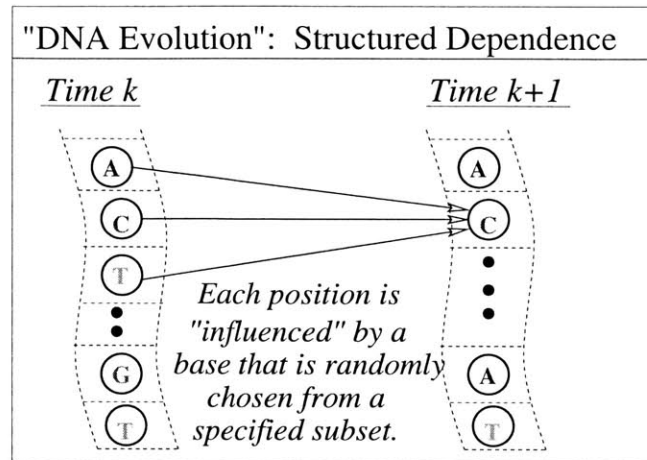 "DNA Evolution": Structured Dependence
Time k
Time k+1
A
A
C
C
T
Each position is
"influenced" by a
base that is randomly
chosen from a
specified subset.
G
A
T
T